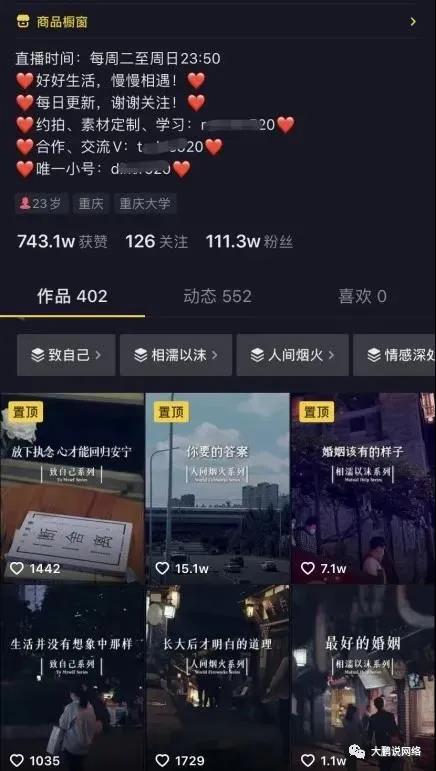 商品橱窗
直播时间：每周二至周日23:50
❤️好好生活，慢慢相遇！❤️
❤️每日更新，谢谢关注！❤️
❤️约拍、素材定制、学习：r 20❤️
❤️合作、交流V：t 020❤️
❤️唯一小号：d 020❤️
23岁 重庆 重庆大学
743.1w获赞 126关注 111.3w粉丝
作品 402 动态 552 喜欢 0
致自己 相濡以沫 人间烟火 情感深处
置顶 置顶 置顶
放下执念 心才能回归安宁
致自己系列
To Myself Series
断舍离
1442
你要的答案
人间烟火系列
World Fireworks Series
15.1w
婚姻该有的样子
相濡以沫系列
Mutual Help Series
7.1w
生活并没有想象中那样
致自己系列
To Myself Series
1035
长大后才明白的道理
人间烟火系列
World Fireworks Series
1729
最好的婚姻
相濡以沫系列
Mutual Help Series
1.1w
大鹏说网络